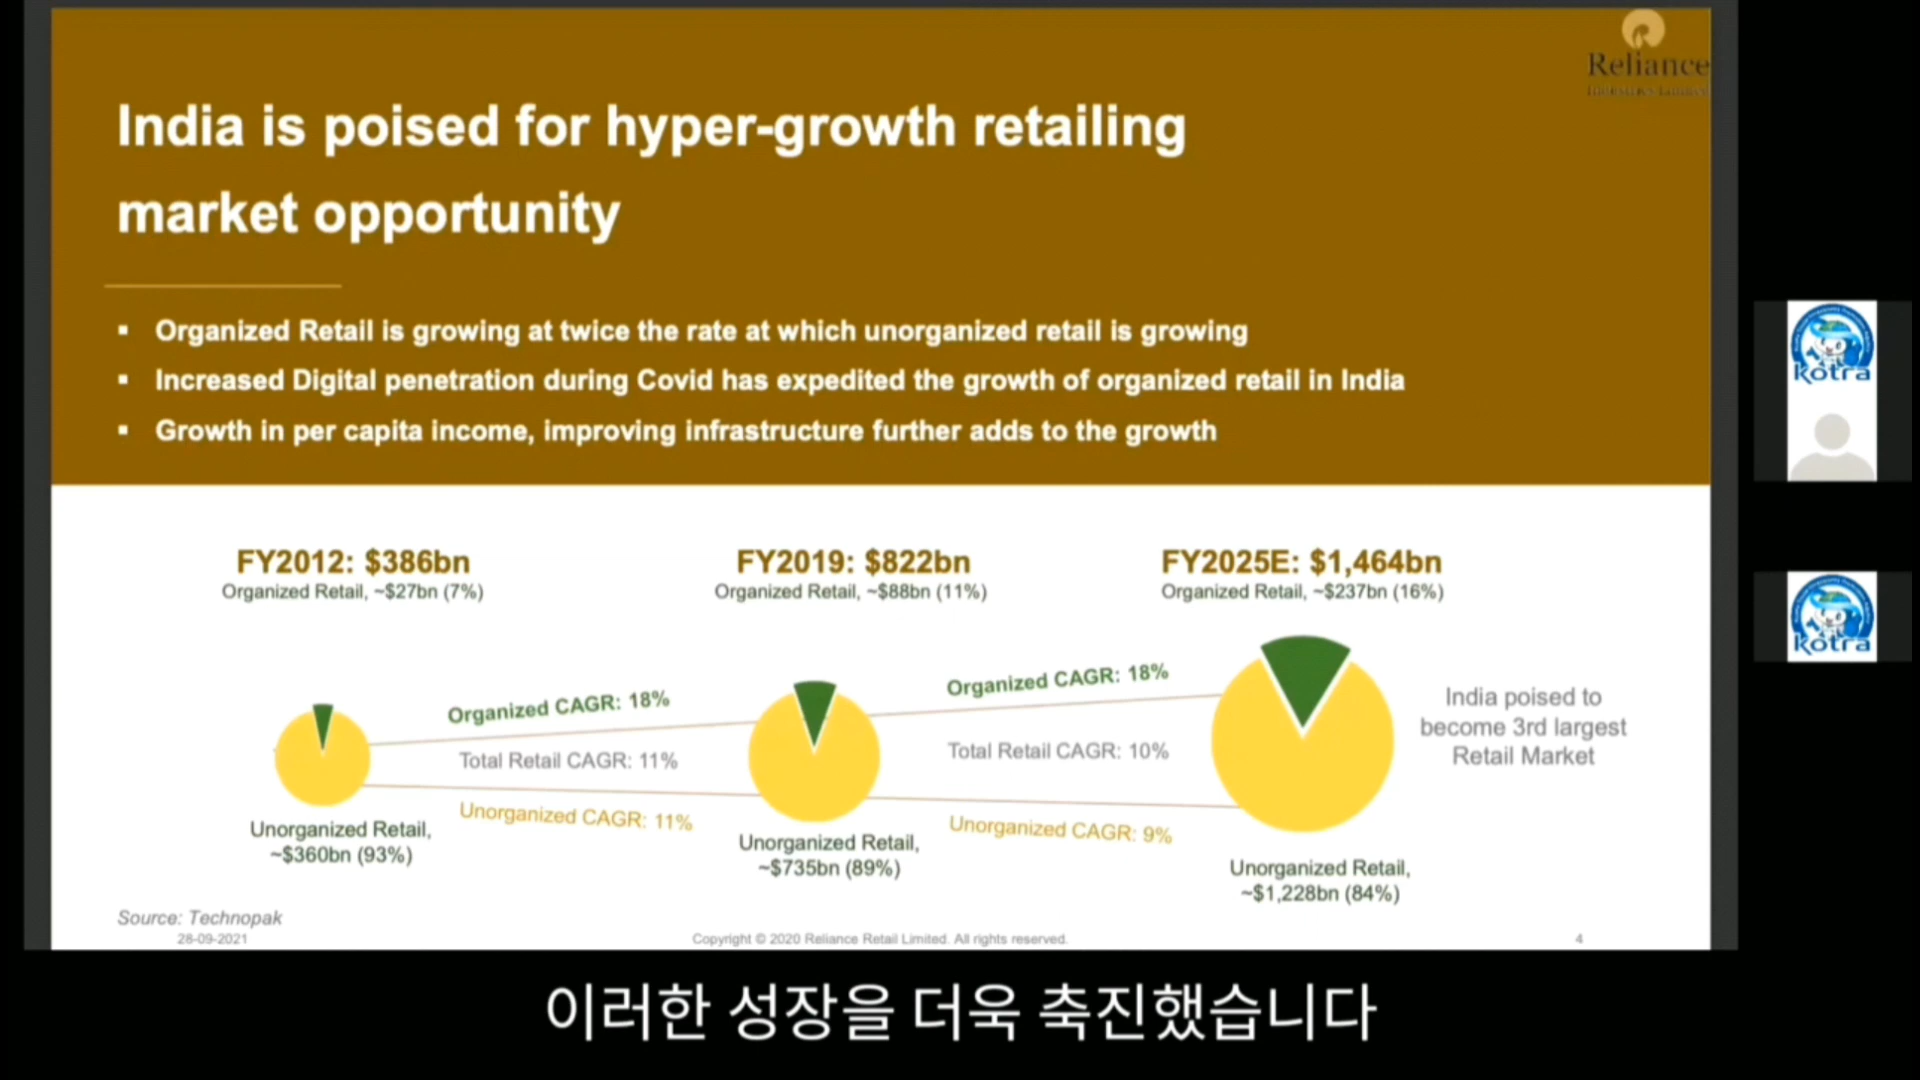 Reliance
Industries Limited
India is poised for hyper-growth retailing
market opportunity
▪ Organized Retail is growing at twice the rate at which unorganized retail is growing
▪ Increased Digital penetration during Covid has expedited the growth of organized retail in India
▪ Growth in per capita income, improving infrastructure further adds to the growth
FY2012: $386bn
Organized Retail, ~$27bn (7%)
FY2019: $822bn
Organized Retail, ~$88bn (11%)
FY2025E: $1,464bn
Organized Retail, ~$237bn (16%)
Organized CAGR: 18%
Total Retail CAGR: 11%
Unorganized CAGR: 11%
Organized CAGR: 18%
Total Retail CAGR: 10%
Unorganized CAGR: 9%
India poised to
become 3rd largest
Retail Market
Unorganized Retail,
~$360bn (93%)
Unorganized Retail,
~$735bn (89%)
Unorganized Retail,
~$1,228bn (84%)
Source: Technopak
28-09-2021
Copyright © 2020 Reliance Retail Limited. All rights reserved.
4
kotra
kotra
이러한 성장을 더욱 축진했습니다